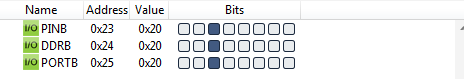 Name Address Value Bits
I/O PINB 0x23 0x20
I/O DDRB 0x24 0x20
I/O PORTB 0x25 0x20